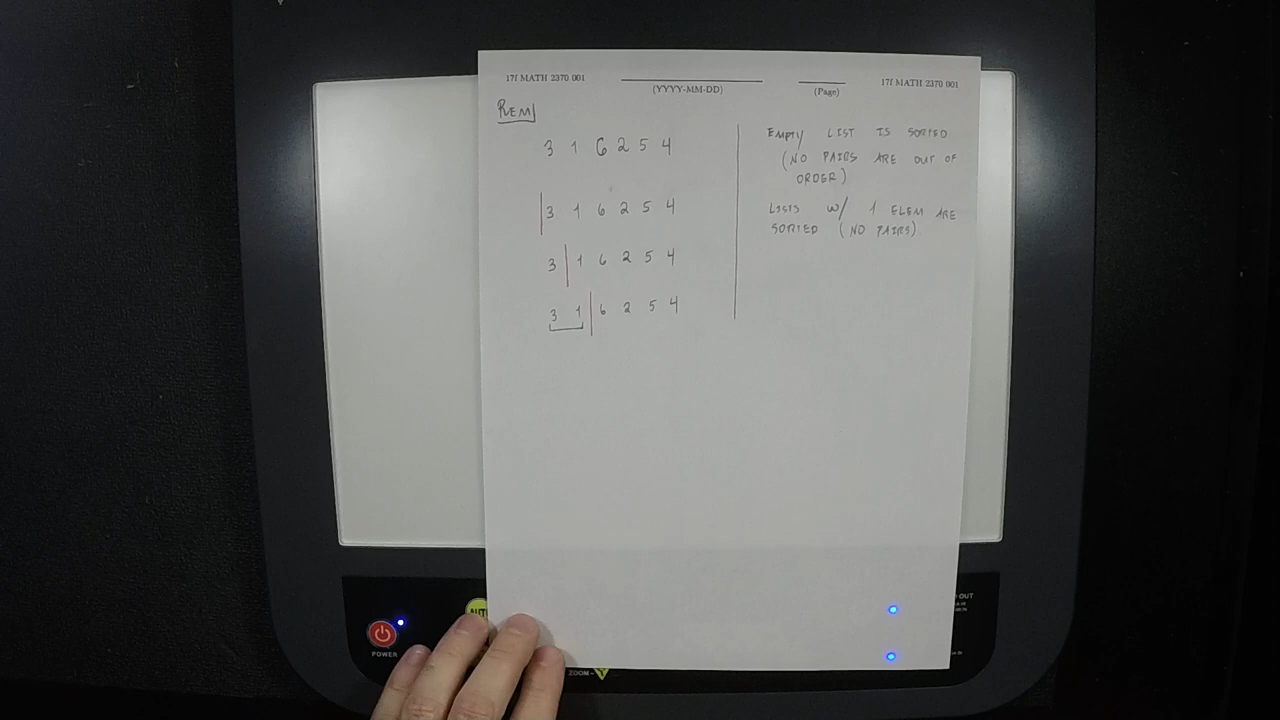 17f MATH 2370 001
(YYYY-MM-DD)
(Page)
17f MATH 2370 001
REM
3 1 6 2 5 4
|3 1 6 2 5 4
3|1 6 2 5 4
3 1|6 2 5 4
EMPTY LIST IS SORTED
(NO PAIRS ARE OUT OF
ORDER)
LISTS W/ 1 ELEM ARE
SORTED (NO PAIRS)
POWER
ZOOM -